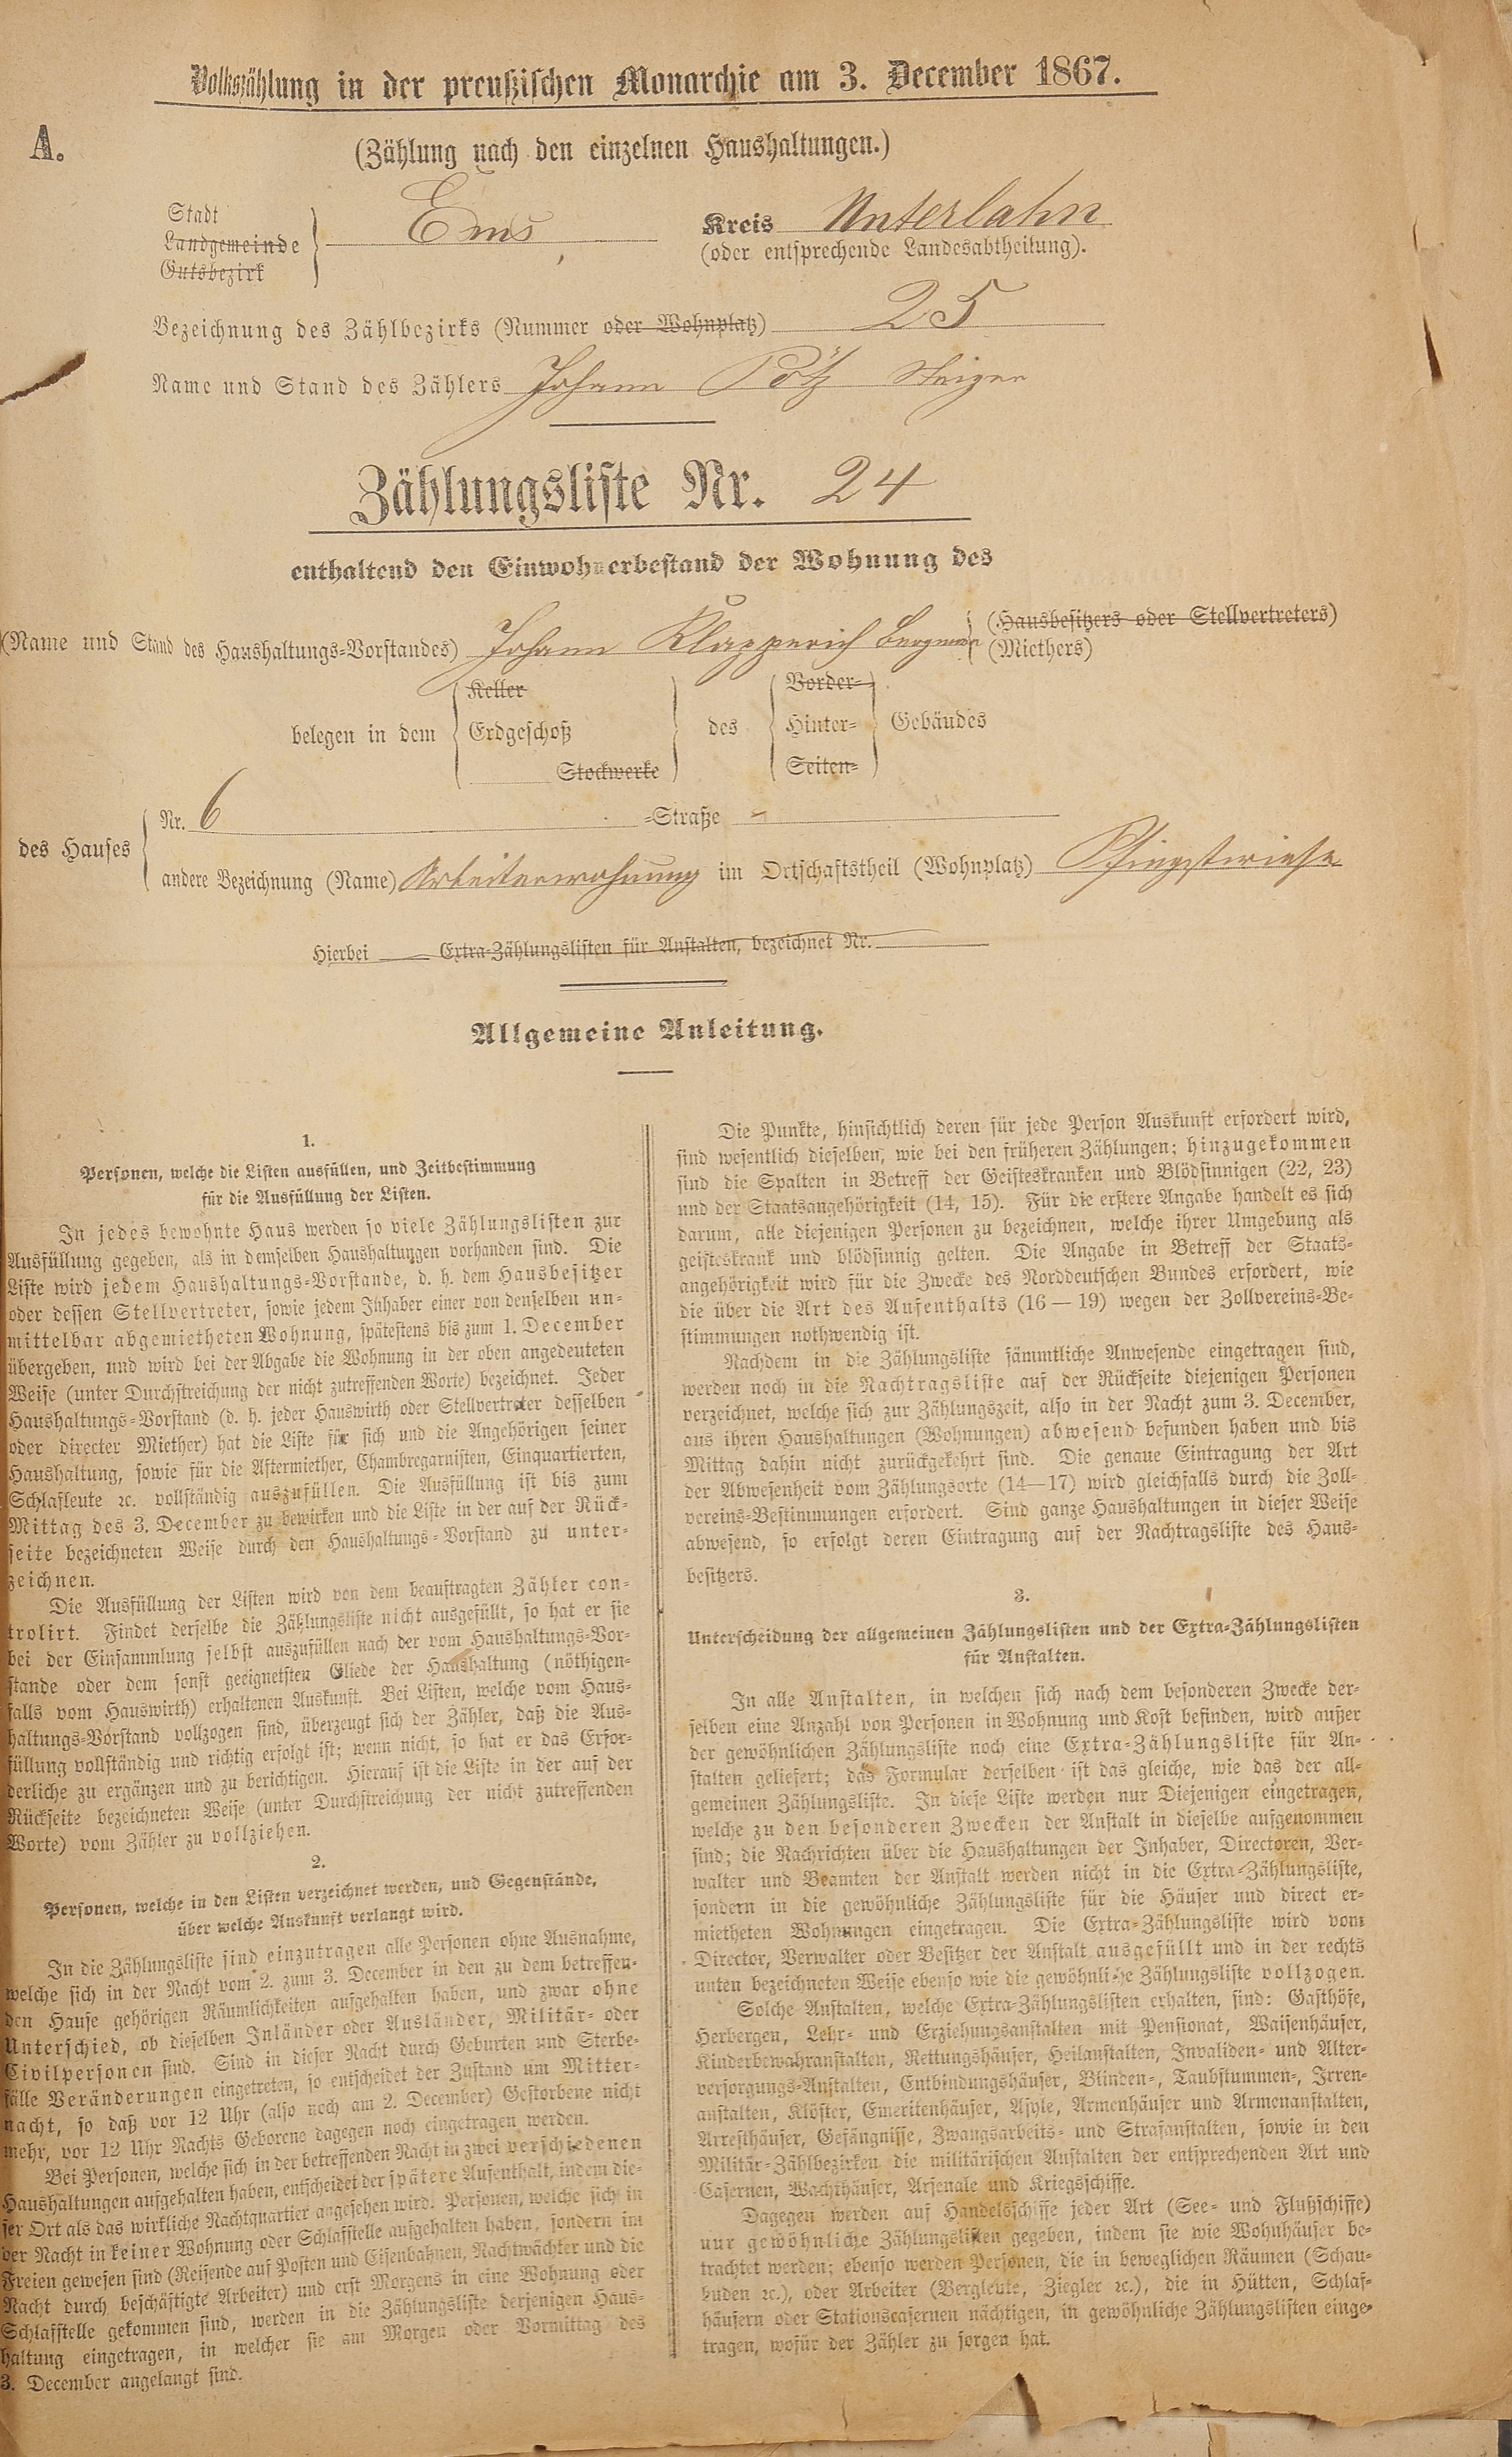 Volkszählung in der preußischen Monarchie am 3. December 1867.
A.
(Zählung nach den einzelnen Haushaltungen.)
Stadt
Landgemeinde
Gutsbezirk
Ems
Kreis Unterlahn
(oder entsprechende Landesabtheilung).
Bezeichnung des Zählbezirks (Nummer oder Wohnplatz) 25
Name und Stand des Zählers Johann Pötz Steiger
Zählungsliste Nr. 24
enthaltend den Einwohnerbestand der Wohnung des
(Name und Stand des Haushaltungs-Vorstandes) Johann Klapperich Bergmann
(Hausbesitzers oder Stellvertreters)
(Miethers)
belegen in dem
Keller
Erdgeschoß
Stockwerke
des
Vorder-
Hinter-
Seiten-
Gebäudes
des Hauses
Nr. 6 -Straße -
andere Bezeichnung (Name) Arbeiterwohnung im Ortschaftstheil (Wohnplatz) Pfingstwiese
Hierbei Extra-Zählungslisten für Anstalten, bezeichnet Nr.
Allgemeine Anleitung.
1.
Personen, welche die Listen ausfüllen, und Zeitbestimmung
für die Ausfüllung der Listen.
In jedes bewohnte Haus werden so viele Zählungslisten zur
Ausfüllung gegeben, als in demselben Haushaltungen vorhanden sind. Die
Liste wird jedem Haushaltungs-Vorstande, d. h. dem Hausbesitzer
oder dessen Stellvertreter, sowie jedem Inhaber einer von denselben un-
mittelbar abgemietheten Wohnung, spätestens bis zum 1. December
übergeben, und wird bei der Abgabe die Wohnung in der oben angedeuteten
Weise (unter Durchstreichung der nicht zutreffenden Worte) bezeichnet. Jeder
Haushaltungs-Vorstand (d. h. jeder Hauswirth oder Stellvertreter desselben
oder directer Miether) hat die Liste für sich und die Angehörigen seiner
Haushaltung, sowie für die Aftermiether, Chambregarnisten, Einquartierten,
Schlafleute ꝛc. vollständig auszufüllen. Die Ausfüllung ist bis zum
Mittag des 3. December zu bewirken und die Liste in der auf der Rück-
seite bezeichneten Weise durch den Haushaltungs-Vorstand zu unter-
zeichnen.
Die Ausfüllung der Listen wird von dem beauftragten Zähler con-
trolirt. Findet derselbe die Zählungsliste nicht ausgefüllt, so hat er sie
bei der Einsammlung selbst auszufüllen nach der vom Haushaltungs-Vor-
stande oder dem sonst geeignetsten Gliede der Haushaltung (nöthigen-
falls vom Hauswirth) erhaltenen Auskunft. Bei Listen, welche vom Haus-
haltungs-Vorstand vollzogen sind, überzeugt sich der Zähler, daß die Aus-
füllung vollständig und richtig erfolgt ist; wenn nicht, so hat er das Erfor-
derliche zu ergänzen und zu berichtigen. Hierauf ist die Liste in der auf der
Rückseite bezeichneten Weise (unter Durchstreichung der nicht zutreffenden
Worte) vom Zähler zu vollziehen.
2.
Personen, welche in den Listen verzeichnet werden, und Gegenstände,
über welche Auskunft verlangt wird.
In die Zählungsliste sind einzutragen alle Personen ohne Ausnahme,
welche sich in der Nacht vom 2. zum 3. December in den zu dem betreffen-
den Hause gehörigen Räumlichkeiten aufgehalten haben, und zwar ohne
Unterschied, ob dieselben Inländer oder Ausländer, Militär- oder
Civilpersonen sind. Sind in dieser Nacht durch Geburten und Sterbe-
fälle Veränderungen eingetreten, so entscheidet der Zustand um Mitter-
nacht, so daß vor 12 Uhr (also noch am 2. December) Gestorbene nicht
mehr, vor 12 Uhr Nachts Geborene dagegen noch eingetragen werden.
Bei Personen, welche sich in der betreffenden Nacht in zwei verschiedenen
Haushaltungen aufgehalten haben, entscheidet der spätere Aufenthalt, indem die-
ser Ort als das wirkliche Nachtquartier angesehen wird. Personen, welche sich in
der Nacht in keiner Wohnung oder Schlafstelle aufgehalten haben, sondern im
Freien gewesen sind (Reisende auf Posten und Eisenbahnen, Nachtwächter und die
Nacht durch beschäftigte Arbeiter) und erst Morgens in eine Wohnung oder
Schlafstelle gekommen sind, werden in die Zählungsliste derjenigen Haus-
haltung eingetragen, in welcher sie am Morgen oder Vormittag des
3. December angelangt sind.
Die Punkte, hinsichtlich deren für jede Person Auskunft erfordert wird,
sind wesentlich dieselben, wie bei den früheren Zählungen; hinzugekommen
sind die Spalten in Betreff der Geisteskranken und Blödsinnigen (22, 23)
und der Staatsangehörigkeit (14, 15). Für die erstere Angabe handelt es sich
darum, alle diejenigen Personen zu bezeichnen, welche ihrer Umgebung als
geisteskrank und blödsinnig gelten. Die Angabe in Betreff der Staats-
angehörigkeit wird für die Zwecke des Norddeutschen Bundes erfordert, wie
die über die Art des Aufenthalts (16—19) wegen der Zollvereins-Be-
stimmungen nothwendig ist.
Nachdem in die Zählungsliste sämmtliche Anwesende eingetragen sind,
werden noch in die Nachtragsliste auf der Rückseite diejenigen Personen
verzeichnet, welche sich zur Zählungszeit, also in der Nacht zum 3. December,
aus ihren Haushaltungen (Wohnungen) abwesend befunden haben und bis
Mittag dahin nicht zurückgekehrt sind. Die genaue Eintragung der Art
der Abwesenheit vom Zählungsorte (14—17) wird gleichfalls durch die Zoll-
vereins-Bestimmungen erfordert. Sind ganze Haushaltungen in dieser Weise
abwesend, so erfolgt deren Eintragung auf der Nachtragsliste des Haus-
besitzers.
3.
Unterscheidung der allgemeinen Zählungslisten und der Extra-Zählungslisten
für Anstalten.
In alle Anstalten, in welchen sich nach dem besonderen Zwecke der-
selben eine Anzahl von Personen in Wohnung und Kost befinden, wird außer
der gewöhnlichen Zählungsliste noch eine Extra-Zählungsliste für An-
stalten geliefert; das Formular derselben ist das gleiche, wie das der all-
gemeinen Zählungsliste. In diese Liste werden nur Diejenigen eingetragen,
welche zu den besonderen Zwecken der Anstalt in dieselbe aufgenommen
sind; die Nachrichten über die Haushaltungen der Inhaber, Directoren, Ver-
walter und Beamten der Anstalt werden nicht in die Extra-Zählungsliste,
sondern in die gewöhnliche Zählungsliste für die Häuser und direct er-
mietheten Wohnungen eingetragen. Die Extra-Zählungsliste wird vom
Director, Verwalter oder Besitzer der Anstalt ausgefüllt und in der rechts
unten bezeichneten Weise ebenso wie die gewöhnliche Zählungsliste vollzogen.
Solche Anstalten, welche Extra-Zählungslisten erhalten, sind: Gasthöfe,
Herbergen, Lehr- und Erziehungsanstalten mit Pensionat, Waisenhäuser,
Kinderbewahranstalten, Rettungshäuser, Heilanstalten, Invaliden- und Alter-
versorgungs-Anstalten, Entbindungshäuser, Blinden-, Taubstummen-, Irren-
anstalten, Klöster, Emeritenhäuser, Asyle, Armenhäuser und Armenanstalten,
Arresthäuser, Gefängnisse, Zwangsarbeits- und Strafanstalten, sowie in den
Militär-Zählbezirken die militärischen Anstalten der entsprechenden Art und
Casernen, Wachthäuser, Arsenale und Kriegsschiffe.
Dagegen werden auf Handelsschiffe jeder Art (See- und Flußschiffe)
nur gewöhnliche Zählungslisten gegeben, indem sie wie Wohnhäuser be-
trachtet werden; ebenso werden Personen, die in beweglichen Räumen (Schau-
buden ꝛc.), oder Arbeiter (Bergleute, Ziegler ꝛc.), die in Hütten, Schlaf-
häusern oder Stationscasernen nächtigen, in gewöhnliche Zählungslisten einge-
tragen, wofür der Zähler zu sorgen hat.